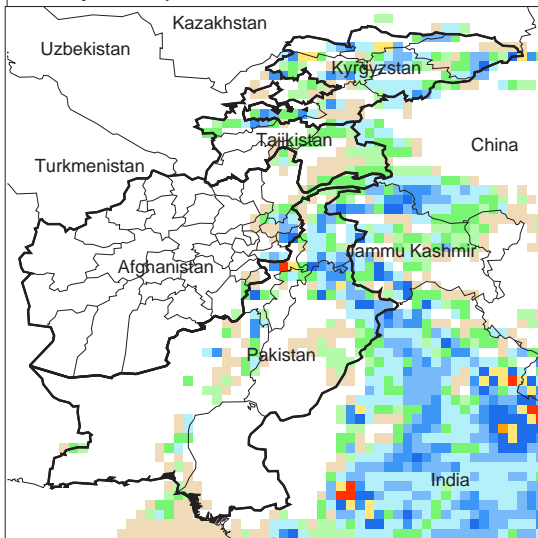 Kazakhstan
Uzbekistan
Kyrgyzstan
Tajikistan
China
Turkmenistan
Jammu Kashmir
Afghanistan
Pakistan
India